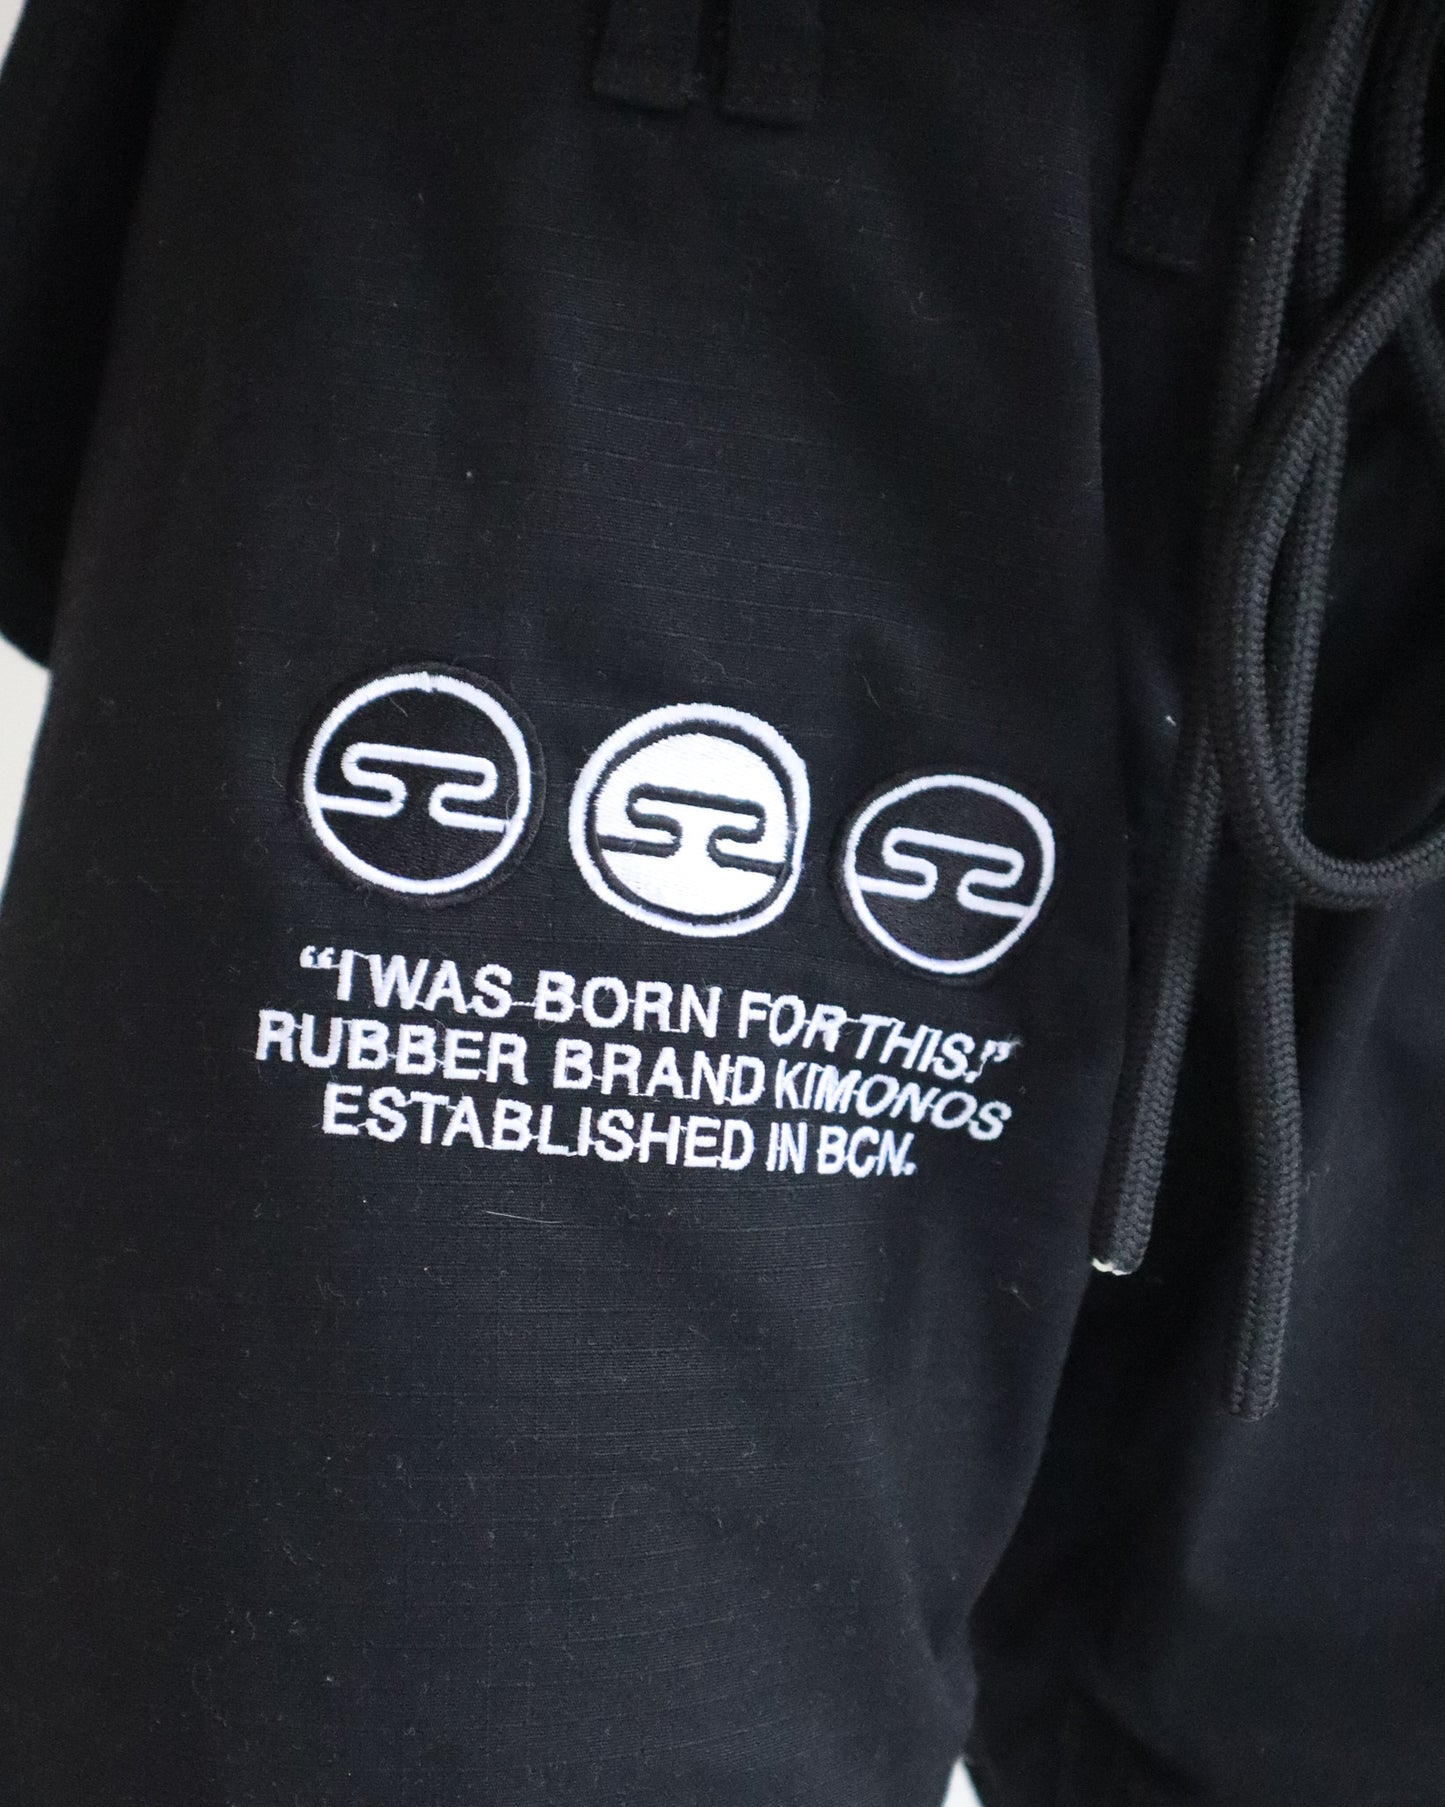 “I WAS BORN FOR THIS!”
RUBBER BRAND KIMONOS
ESTABLISHED IN BCN.